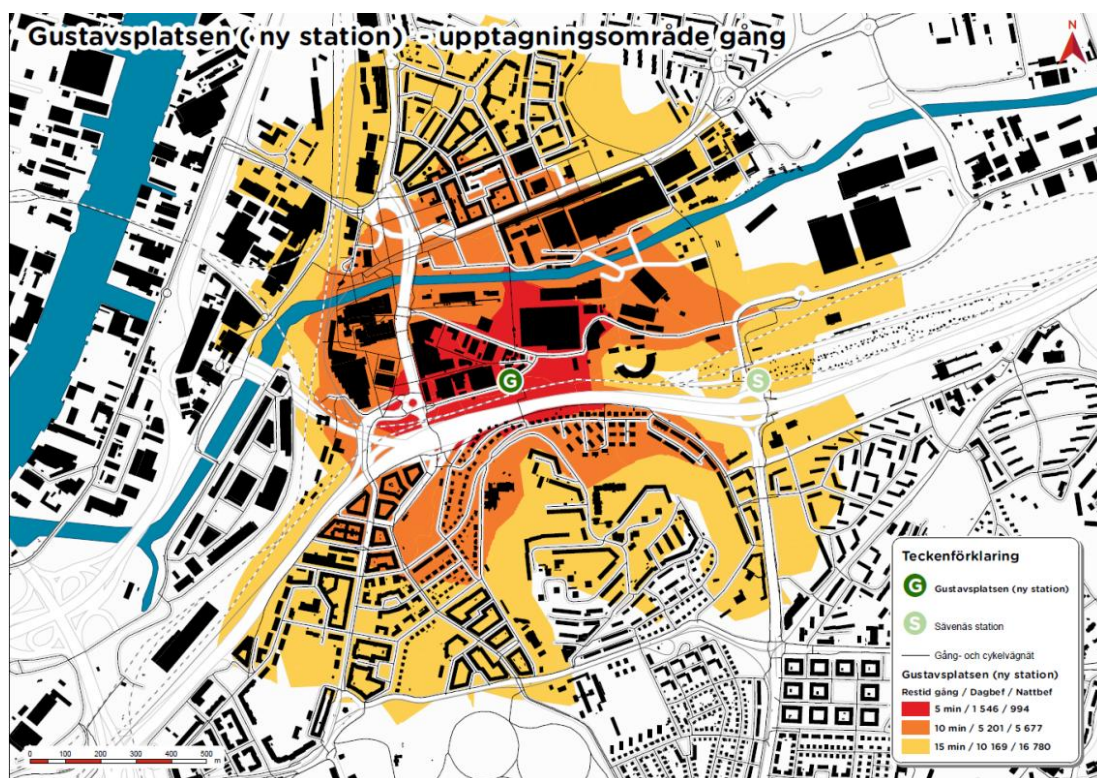 Gustavsplatsen (ny station) - upptagningsområde gång
N
G
S
Teckenförklaring
G Gustavsplatsen (ny station)
S Sävenäs station
Gång- och cykelvägnät
Gustavsplatsen (ny station)
Restid gång / Dagbef / Nattbef
5 min / 1 546 / 994
10 min / 5 201 / 5 677
15 min / 10 169 / 16 780
0 100 200 300 400 500
m